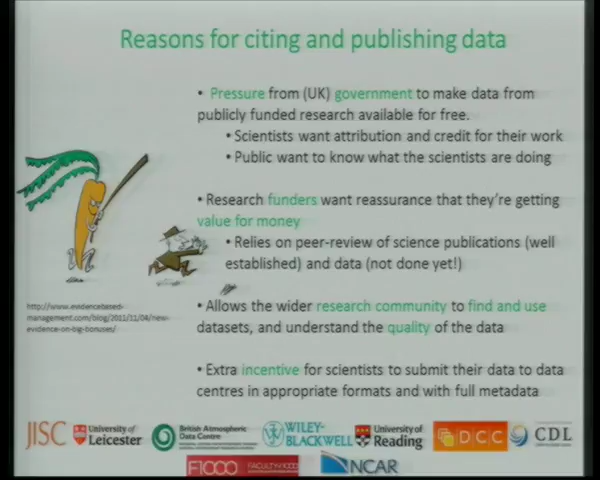 Reasons for citing and publishing data
• Pressure from (UK) government to make data from
publicly funded research available for free.
• Scientists want attribution and credit for their work
• Public want to know what the scientists are doing
• Research funders want reassurance that they're getting
value for money
• Relies on peer-review of science publications (well
established) and data (not done yet!)
http://www.evidencebased-
management.com/blog/2011/11/04/new-
evidence-on-big-bonuses/
• Allows the wider research community to find and use
datasets, and understand the quality of the data
• Extra incentive for scientists to submit their data to data
centres in appropriate formats and with full metadata
JISC
University of
Leicester
British Atmospheric
Data Centre
WILEY-
BLACKWELL
University of
Reading
DCC
CDL
F1000 FACULTY of 1000
NCAR